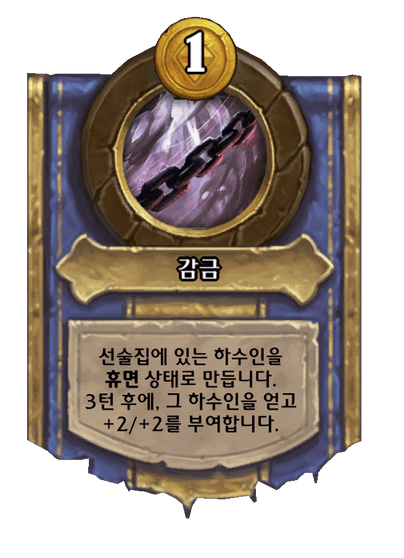 1
감금
선술집에 있는 하수인을
휴면 상태로 만듭니다.
3턴 후에, 그 하수인을 얻고
+2/+2를 부여합니다.